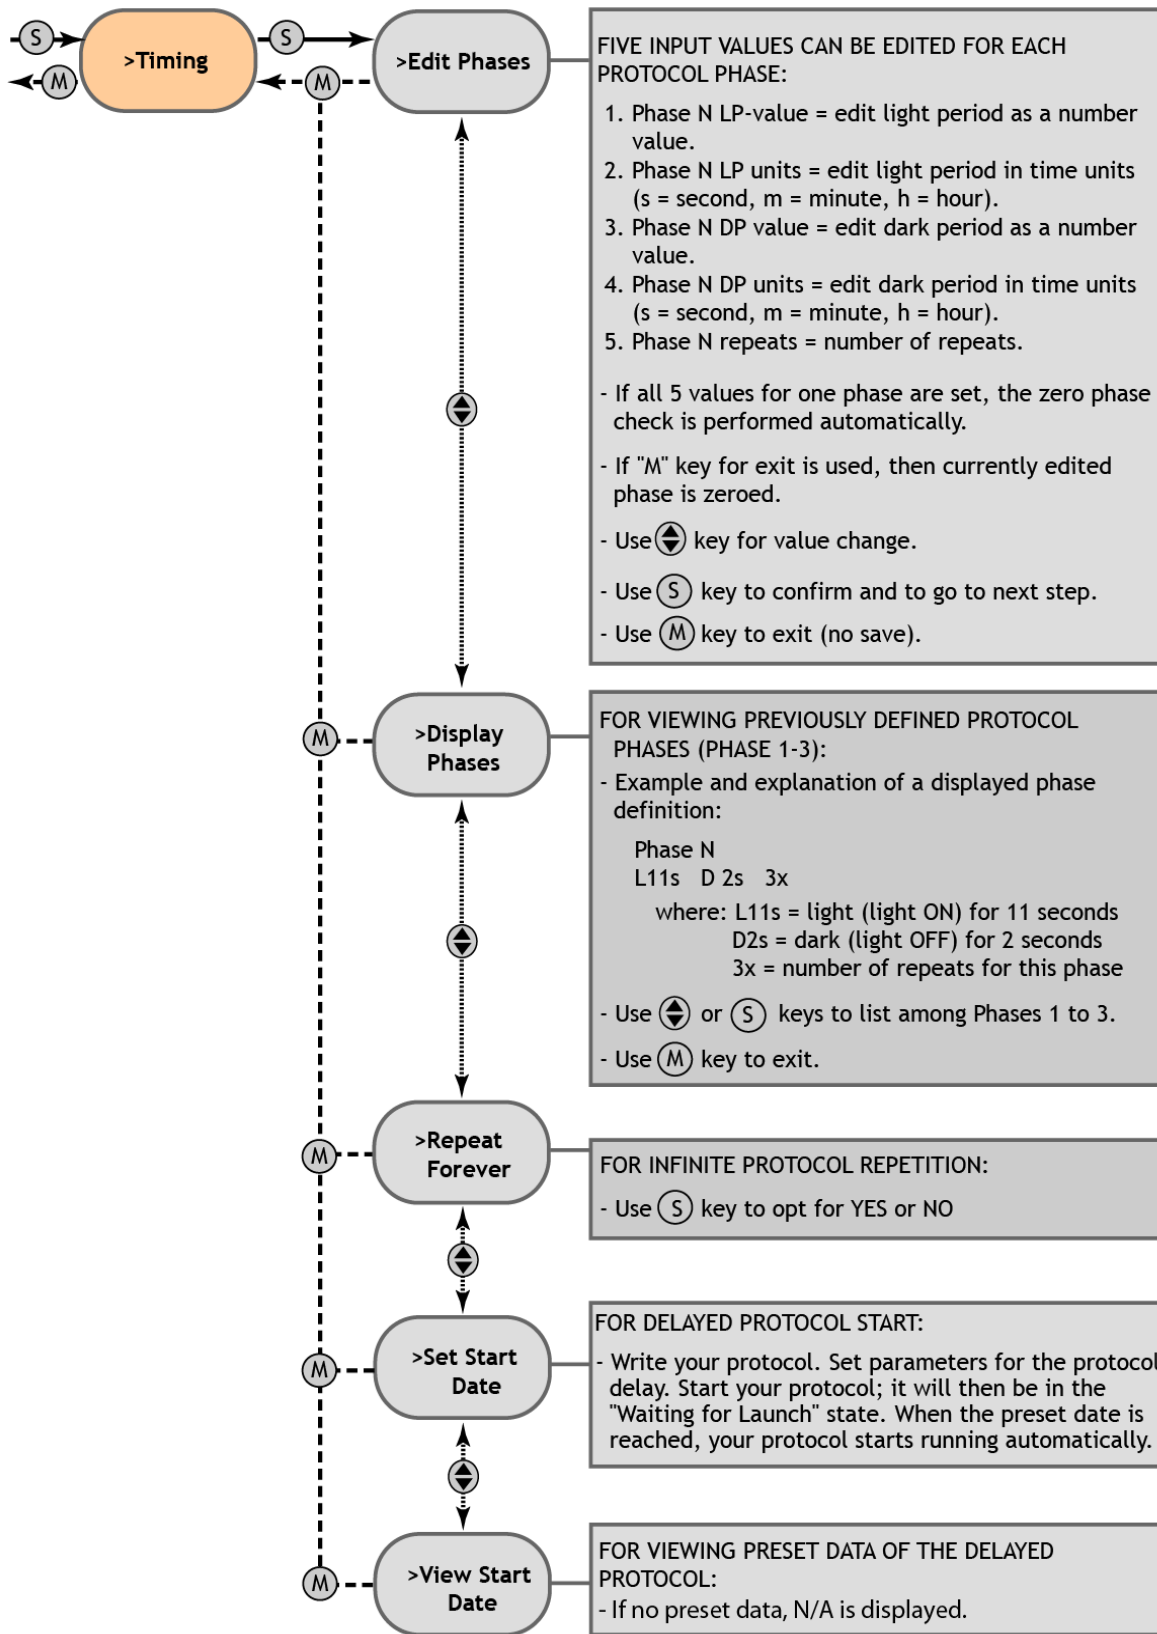 S
S
>Timing
M
M
>Edit Phases
FIVE INPUT VALUES CAN BE EDITED FOR EACH
PROTOCOL PHASE:
1. Phase N LP-value = edit light period as a number
value.
2. Phase N LP units = edit light period in time units
(s = second, m = minute, h = hour).
3. Phase N DP value = edit dark period as a number
value.
4. Phase N DP units = edit dark period in time units
(s = second, m = minute, h = hour).
5. Phase N repeats = number of repeats.
- If all 5 values for one phase are set, the zero phase
check is performed automatically.
- If "M" key for exit is used, then currently edited
phase is zeroed.
- Use key for value change.
- Use S key to confirm and to go to next step.
- Use M key to exit (no save).
M
>Display
Phases
FOR VIEWING PREVIOUSLY DEFINED PROTOCOL
PHASES (PHASE 1-3):
- Example and explanation of a displayed phase
definition:
Phase N
L11s D 2s 3x
where: L11s = light (light ON) for 11 seconds
D2s = dark (light OFF) for 2 seconds
3x = number of repeats for this phase
- Use or S keys to list among Phases 1 to 3.
- Use M key to exit.
M
>Repeat
Forever
FOR INFINITE PROTOCOL REPETITION:
- Use S key to opt for YES or NO
M
>Set Start
Date
FOR DELAYED PROTOCOL START:
- Write your protocol. Set parameters for the protocol
delay. Start your protocol; it will then be in the
"Waiting for Launch" state. When the preset date is
reached, your protocol starts running automatically.
M
>View Start
Date
FOR VIEWING PRESET DATA OF THE DELAYED
PROTOCOL:
- If no preset data, N/A is displayed.